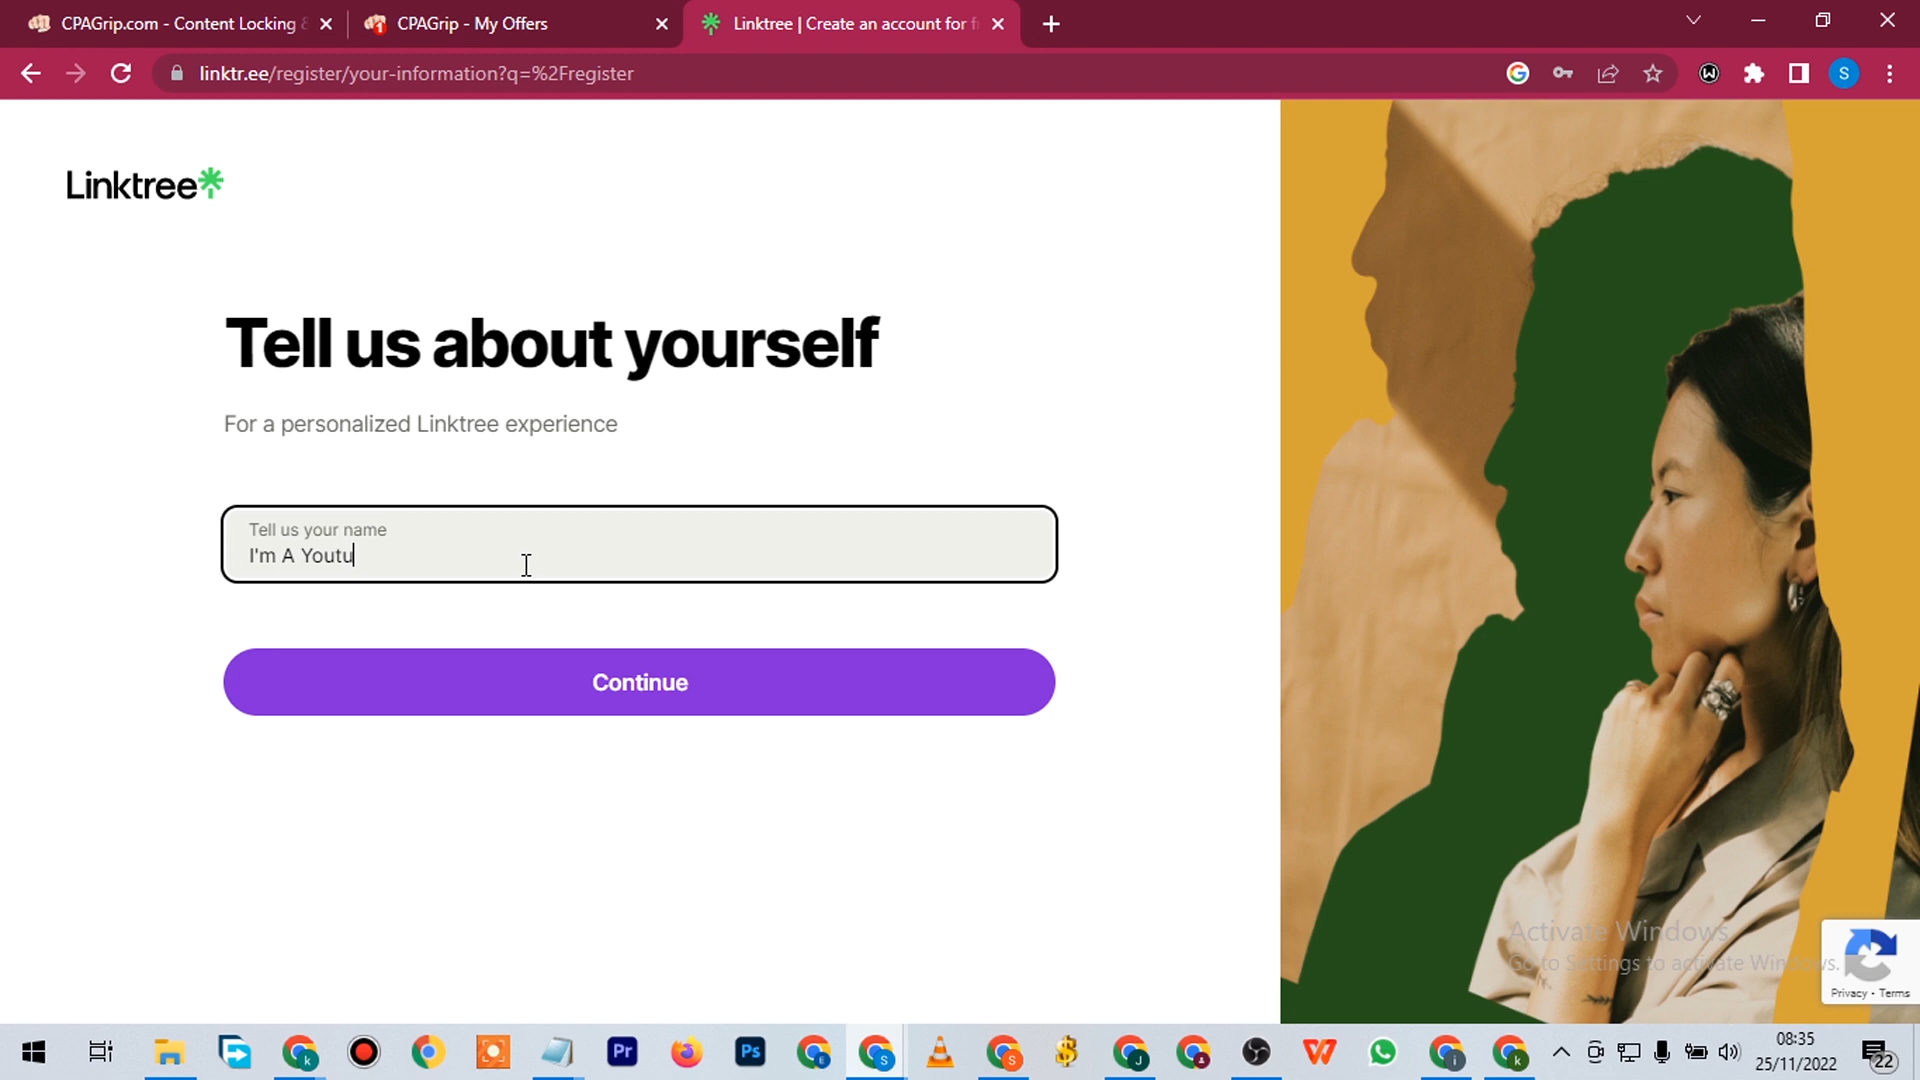 CPAGrip.com - Content Locking
CPAGrip - My Offers
Linktree | Create an account for f
linktr.ee/register/your-information?q=%2Fregister
S
Linktree
Tell us about yourself
For a personalized Linktree experience
Tell us your name
I'm A Youtu
Continue
Activate Windows
Go to Settings to activate Windows.
Privacy - Terms
Pr
Ps
08:35
25/11/2022
22